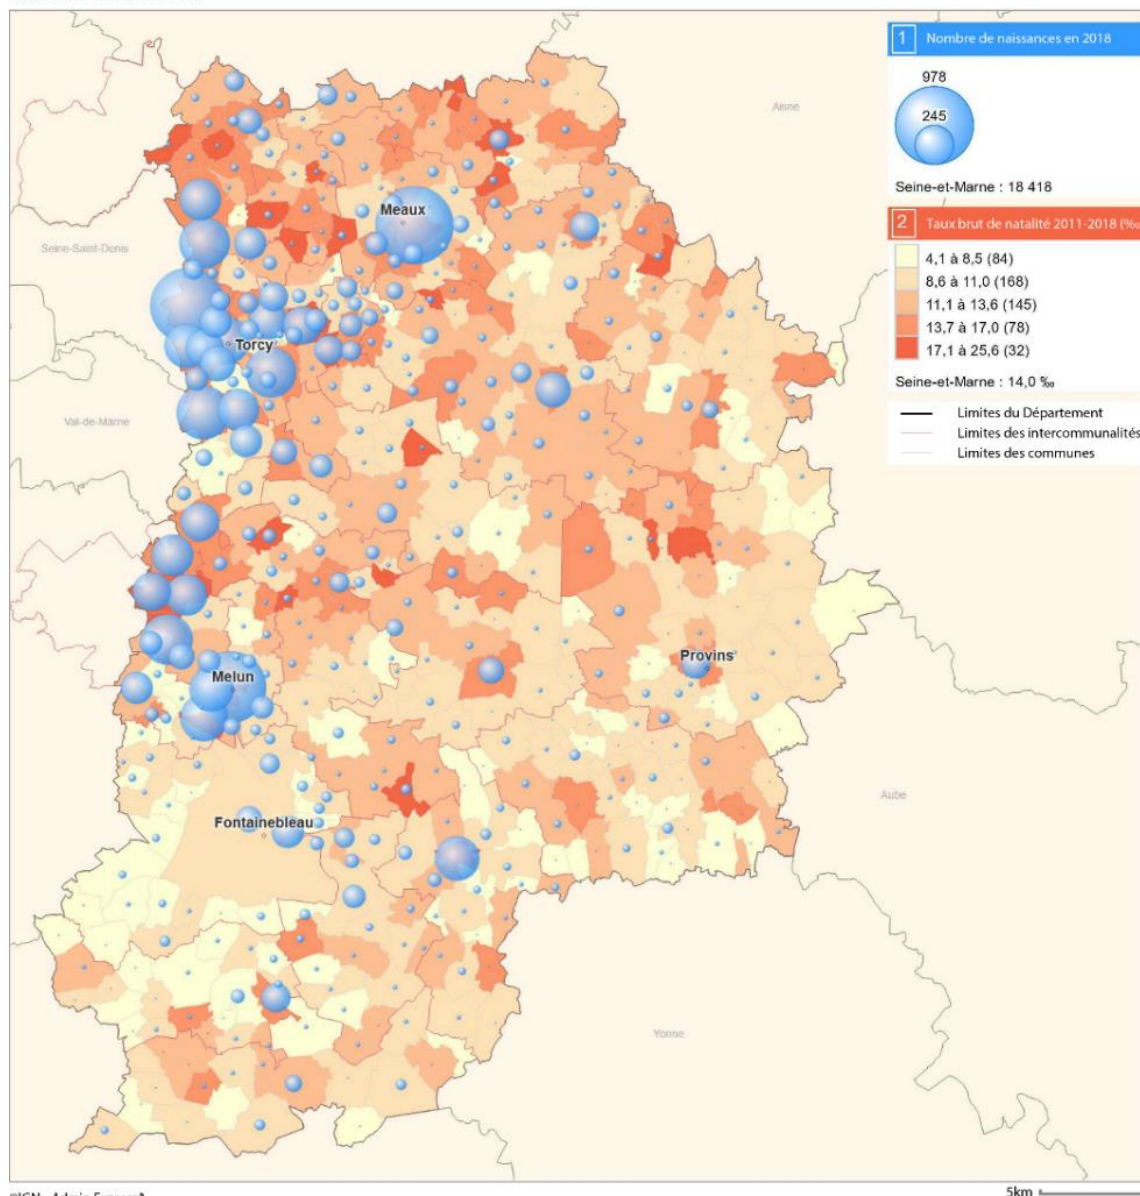 1 Nombre de naissances en 2018
978
245
Seine-et-Marne : 18 418
2 Taux brut de natalité 2011-2018 (‰
4,1 à 8,5 (84)
8,6 à 11,0 (168)
11,1 à 13,6 (145)
13,7 à 17,0 (78)
17,1 à 25,6 (32)
Seine-et-Marne : 14,0 ‰
Limites du Département
Limites des intercommunalités
Limites des communes
Aisne
Meaux
Seine-Saint-Denis
Torcy
Val-de-Marne
Provins
Melun
Aube
Fontainebleau
Yonne
5km